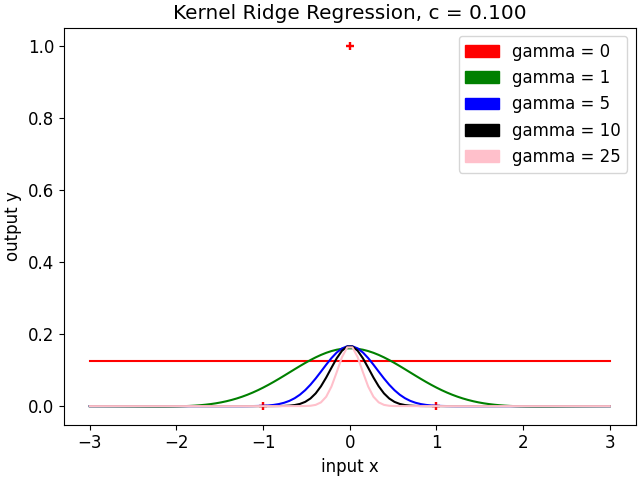 Kernel Ridge Regression, c = 0.100
gamma = 0
gamma = 1
gamma = 5
gamma = 10
gamma = 25
output y
1.0
0.8
0.6
0.4
0.2
0.0
−3 −2 −1 0 1 2 3
input x